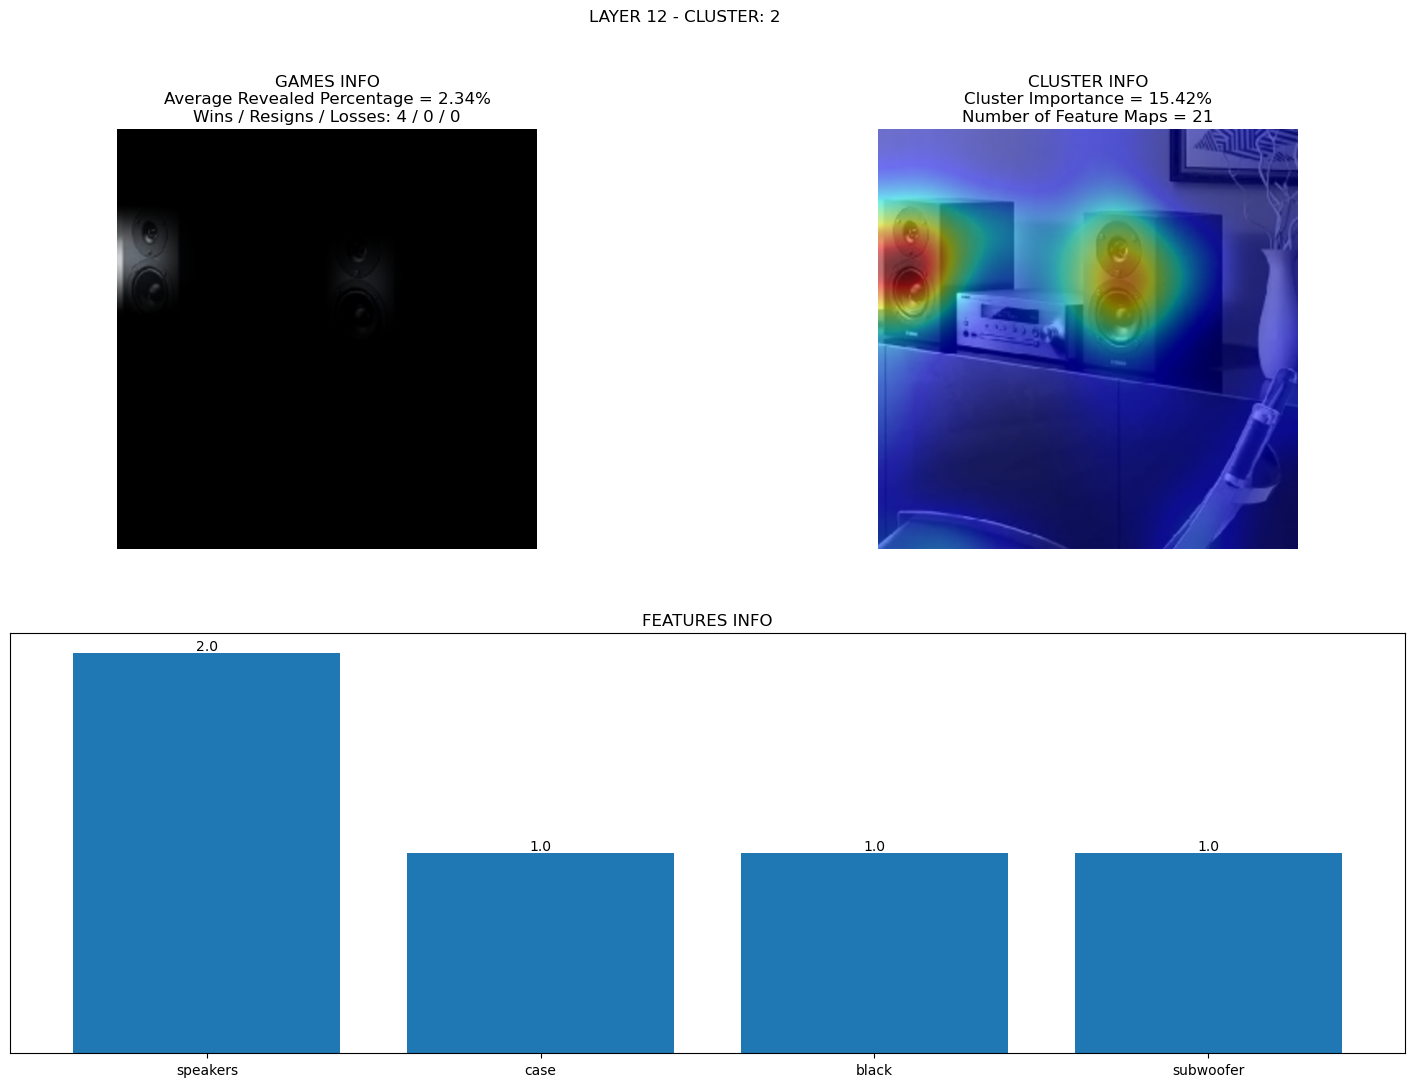 LAYER 12 - CLUSTER: 2
GAMES INFO
Average Revealed Percentage = 2.34%
Wins / Resigns / Losses: 4 / 0 / 0
CLUSTER INFO
Cluster Importance = 15.42%
Number of Feature Maps = 21
FEATURES INFO
2.0
1.0
1.0
1.0
speakers
case
black
subwoofer